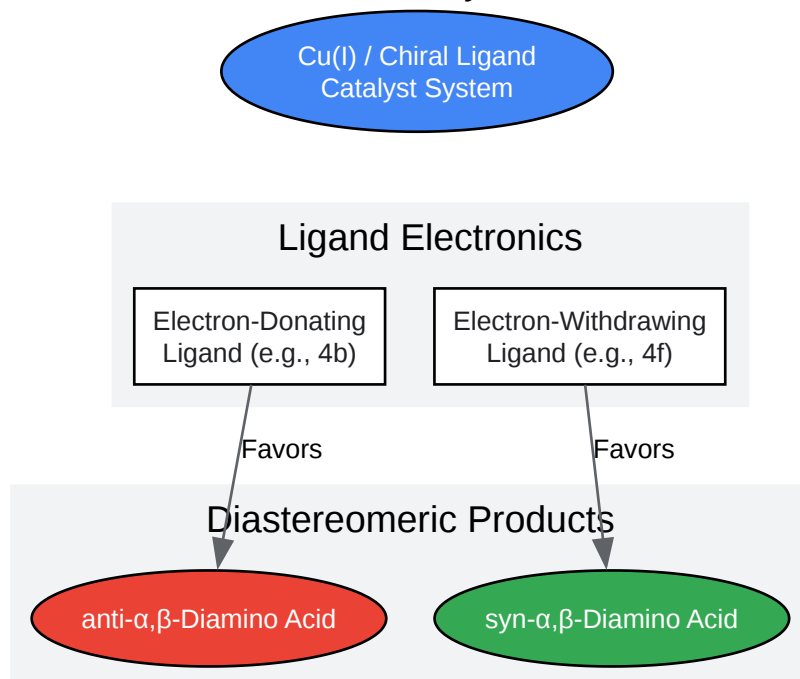 Cu(I) / Chiral Ligand
Catalyst System
Ligand Electronics
Electron-Donating
Ligand (e.g., 4b)
Electron-Withdrawing
Ligand (e.g., 4f)
Favors
Favors
Diastereomeric Products
anti-α,β-Diamino Acid
syn-α,β-Diamino Acid